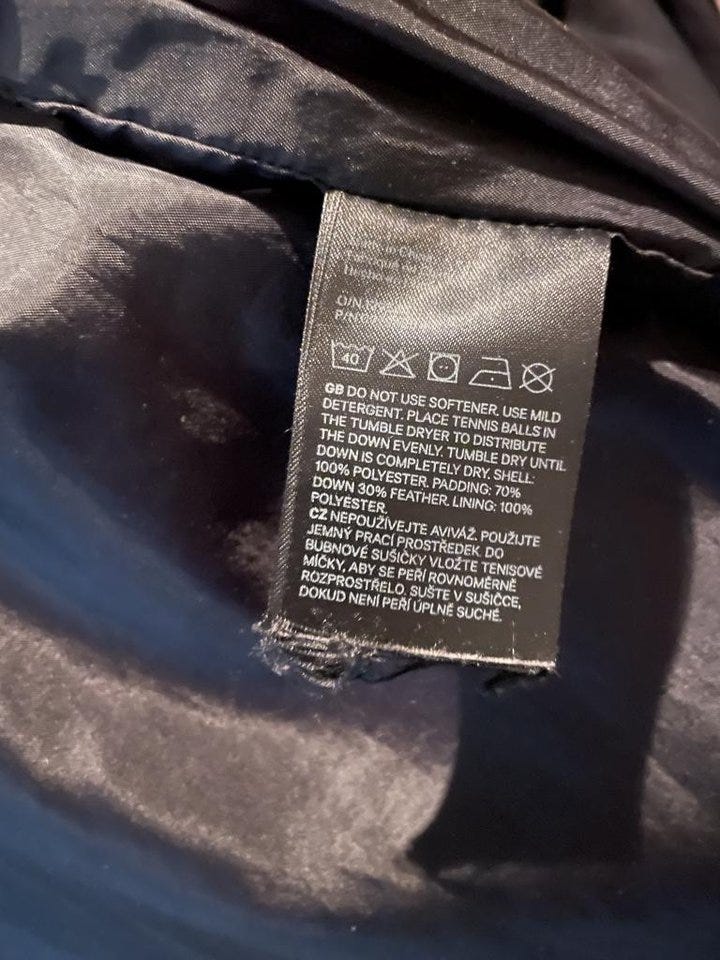 40
GB DO NOT USE SOFTENER. USE MILD
DETERGENT. PLACE TENNIS BALLS IN
THE TUMBLE DRYER TO DISTRIBUTE
THE DOWN EVENLY. TUMBLE DRY UNTIL
DOWN IS COMPLETELY DRY. SHELL:
100% POLYESTER. PADDING: 70%
DOWN 30% FEATHER. LINING: 100%
POLYESTER.
CZ NEPOUŽÍVEJTE AVIVÁŽ. POUŽIJTE
JEMNÝ PRACÍ PROSTŘEDEK. DO
BUBNOVÉ SUŠIČKY VLOŽTE TENISOVÉ
MÍČKY, ABY SE PEŘÍ ROVNOMĚRNĚ
ROZPROSTŘELO. SUŠTE V SUŠIČCE,
DOKUD NENÍ PEŘÍ ÚPLNĚ SUCHÉ.